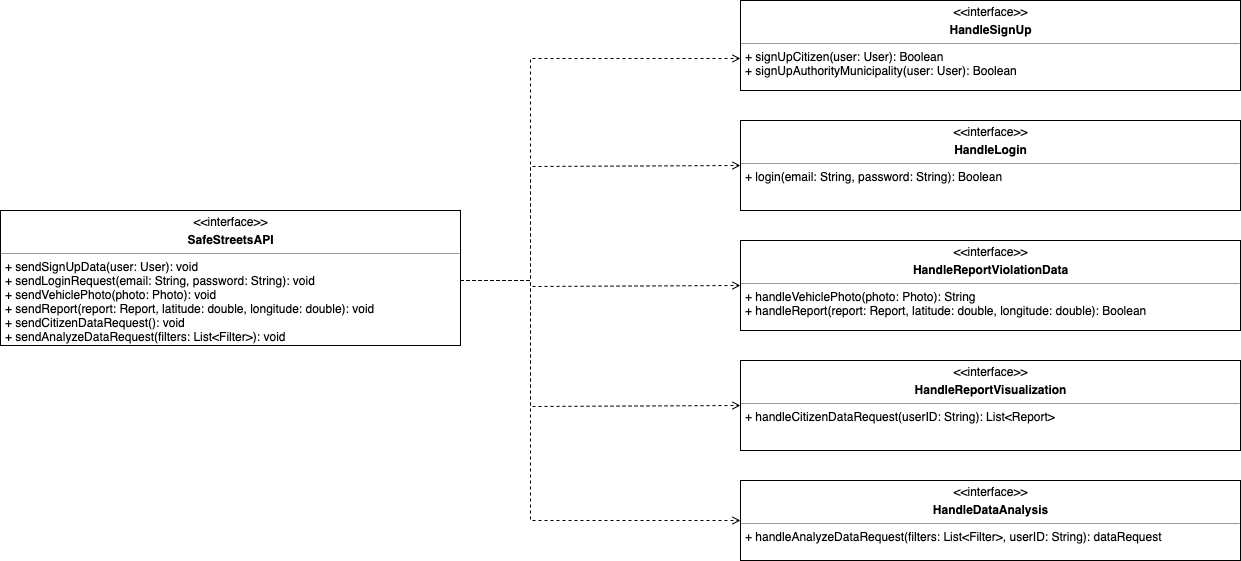 <<interface>>
HandleSignUp
+ signUpCitizen(user: User): Boolean
+ signUpAuthorityMunicipality(user: User): Boolean
<<interface>>
HandleLogin
+ login(email: String, password: String): Boolean
<<interface>>
SafeStreetsAPI
+ sendSignUpData(user: User): void
+ sendLoginRequest(email: String, password: String): void
+ sendVehiclePhoto(photo: Photo): void
+ sendReport(report: Report, latitude: double, longitude: double): void
+ sendCitizenDataRequest(): void
+ sendAnalyzeDataRequest(filters: List<Filter>): void
<<interface>>
HandleReportViolationData
+ handleVehiclePhoto(photo: Photo): String
+ handleReport(report: Report, latitude: double, longitude: double): Boolean
<<interface>>
HandleReportVisualization
+ handleCitizenDataRequest(userID: String): List<Report>
<<interface>>
HandleDataAnalysis
+ handleAnalyzeDataRequest(filters: List<Filter>, userID: String): dataRequest